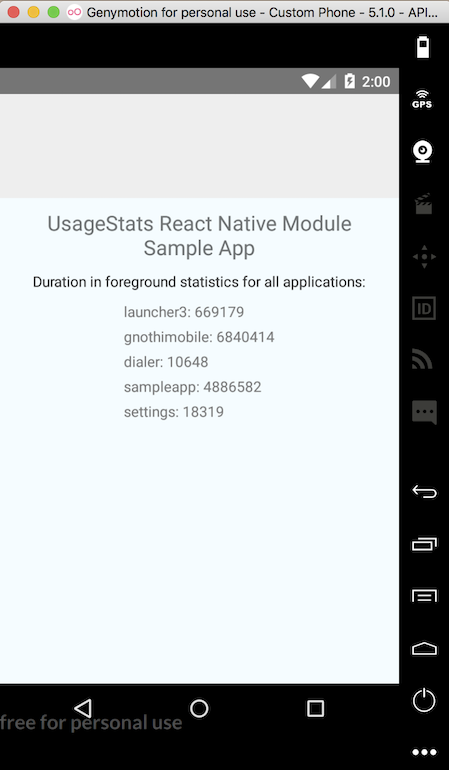 Genymotion for personal use - Custom Phone - 5.1.0 - API...
2:00
GPS
UsageStats React Native Module
Sample App
Duration in foreground statistics for all applications:
launcher3: 669179
gnothimobile: 6840414
dialer: 10648
sampleapp: 4886582
settings: 18319
ID
free for personal use